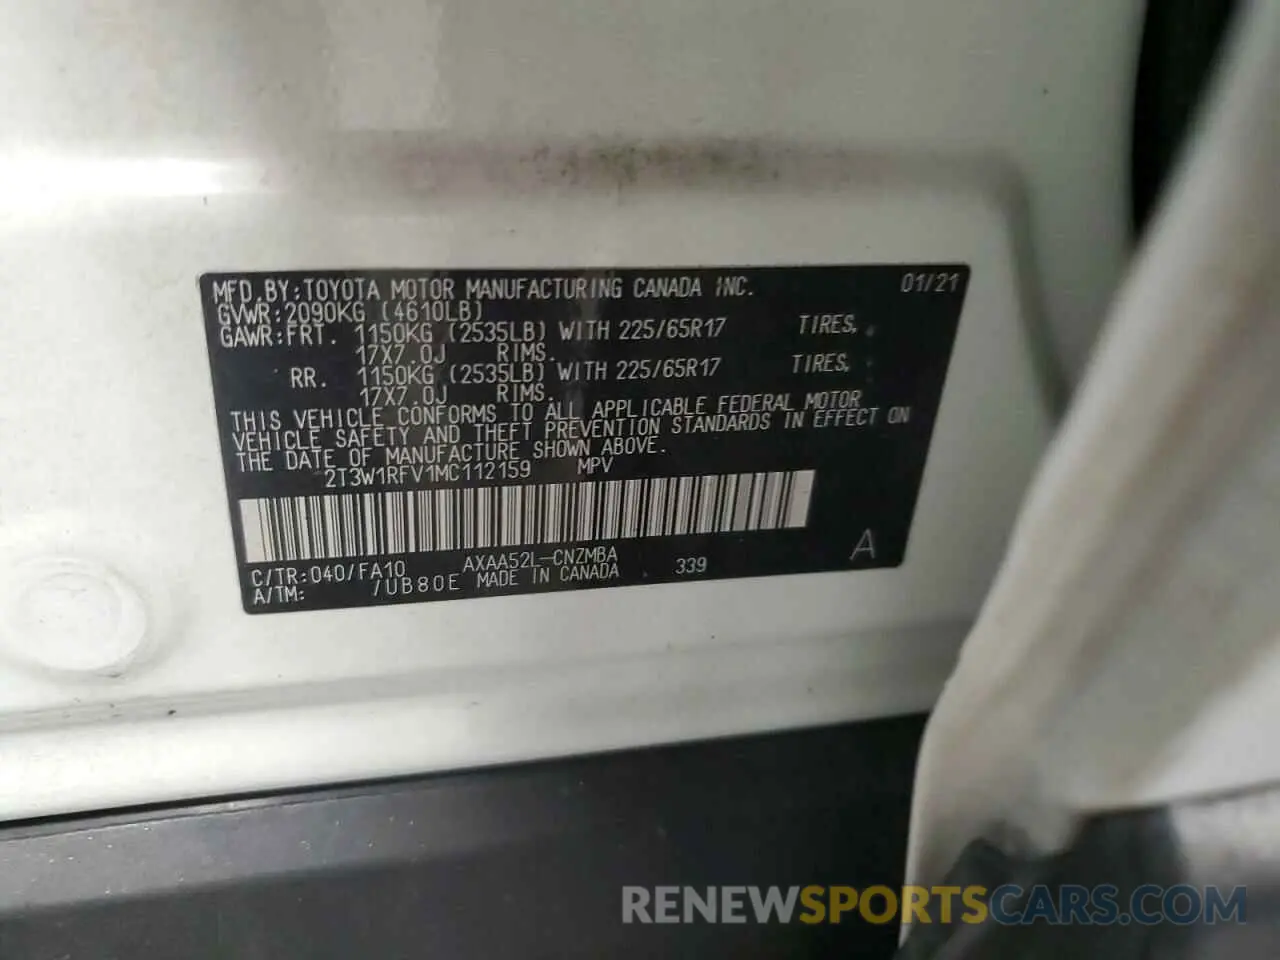 MFD.BY:TOYOTA MOTOR MANUFACTURING CANADA INC. 01/21
GVWR:2090KG (4610LB)
GAWR:FRT. 1150KG (2535LB) WITH 225/65R17 TIRES,
17X7.0J RIMS.
RR. 1150KG (2535LB) WITH 225/65R17 TIRES,
17X7.0J RIMS.
THIS VEHICLE CONFORMS TO ALL APPLICABLE FEDERAL MOTOR
VEHICLE SAFETY AND THEFT PREVENTION STANDARDS IN EFFECT ON
THE DATE OF MANUFACTURE SHOWN ABOVE.
2T3W1RFV1MC112159 MPV
C/TR:040/FA10 AXAA52L-CNZMBA 339 A
A/TM: /UB80E MADE IN CANADA
RENEWSPORTSCARS.COM